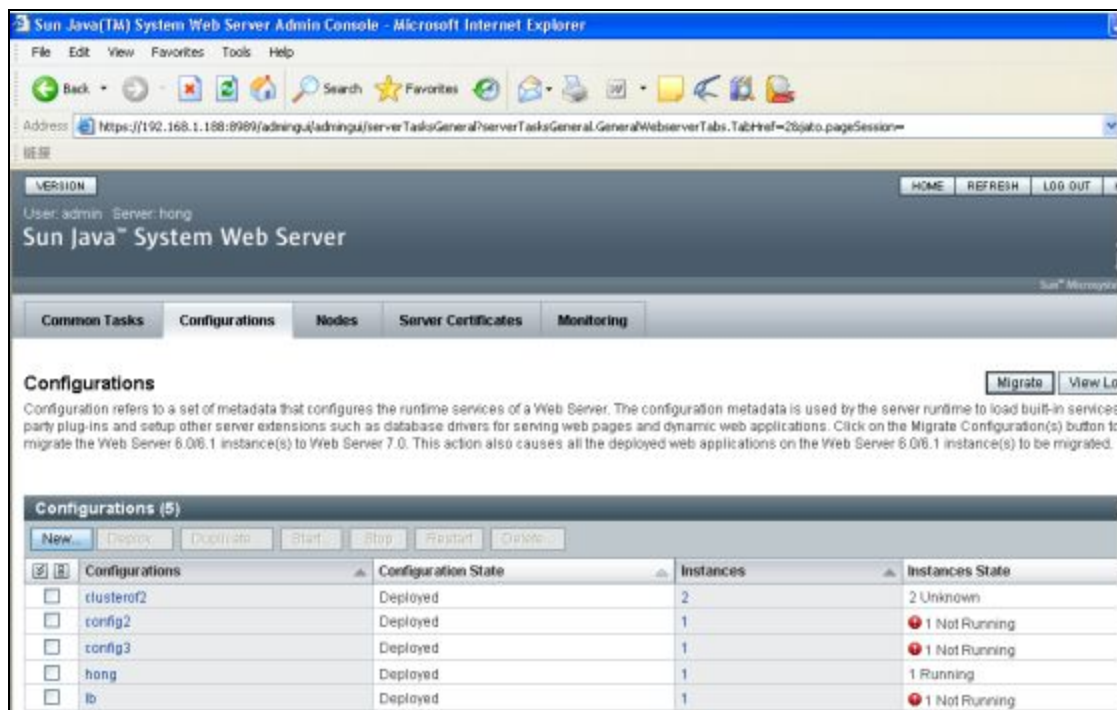 Sun Java(TM) System Web Server Admin Console - Microsoft Internet Explorer
File Edit View Favorites Tools Help
Back Search Favorites
Address https://192.168.1.188:8989/admingui/admingui/serverTasksGeneral?serverTasksGeneral.GeneralWebserverTabs.TabHref=2&jato.pageSession=
链接
VERSION HOME REFRESH LOG OUT
User: admin Server: hong
Sun Java™ System Web Server
Sun™ Microsyste
Common Tasks Configurations Nodes Server Certificates Monitoring
Configurations Migrate View Lo
Configuration refers to a set of metadata that configures the runtime services of a Web Server. The configuration metadata is used by the server runtime to load built-in services
party plug-ins and setup other server extensions such as database drivers for serving web pages and dynamic web applications. Click on the Migrate Configuration(s) button to
migrate the Web Server 6.0/6.1 instance(s) to Web Server 7.0. This action also causes all the deployed web applications on the Web Server 6.0/6.1 instance(s) to be migrated.
Configurations (5)
New... Deploy... Duplicate... Start... Stop Restart Delete...
Configurations Configuration State Instances Instances State
clusterof2 Deployed 2 2 Unknown
config2 Deployed 1 1 Not Running
config3 Deployed 1 1 Not Running
hong Deployed 1 1 Running
lb Deployed 1 1 Not Running